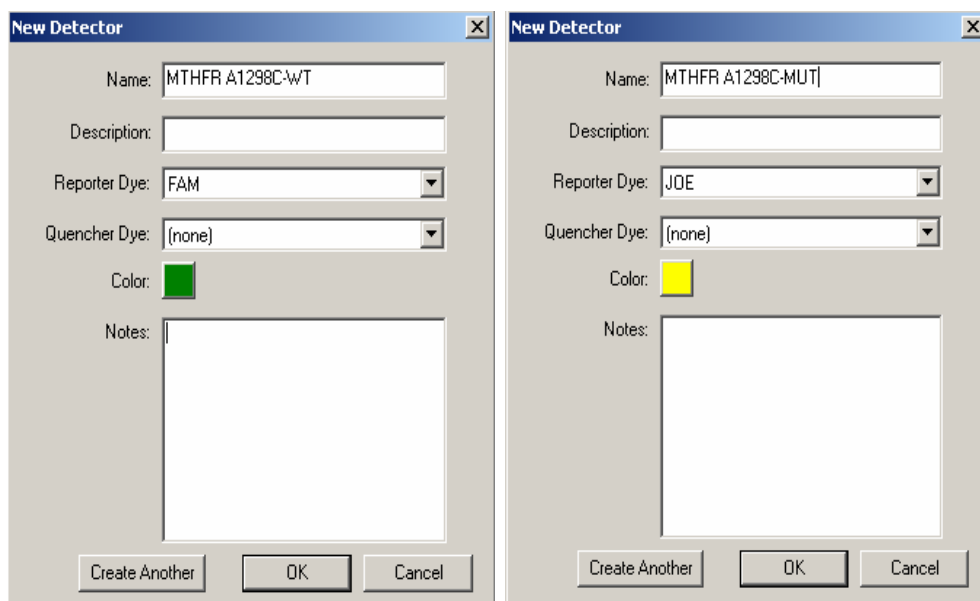 New Detector
Name: MTHFR A1298C-WT
Description:
Reporter Dye: FAM
Quencher Dye: (none)
Color:
Notes:
Create Another OK Cancel
New Detector
Name: MTHFR A1298C-MUT
Description:
Reporter Dye: JOE
Quencher Dye: (none)
Color:
Notes:
Create Another OK Cancel